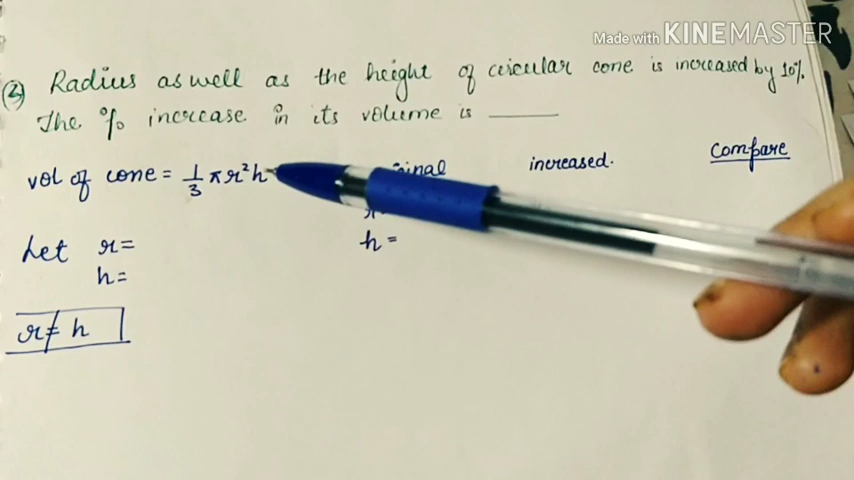 Made with KINEMASTER
(2) Radius as well as the height of circular cone is increased by 10%.
The % increase in its volume is ______
vol of cone = 1/3 πr²h
increased.
Compare
Let r =
h =
h =
r ≠ h